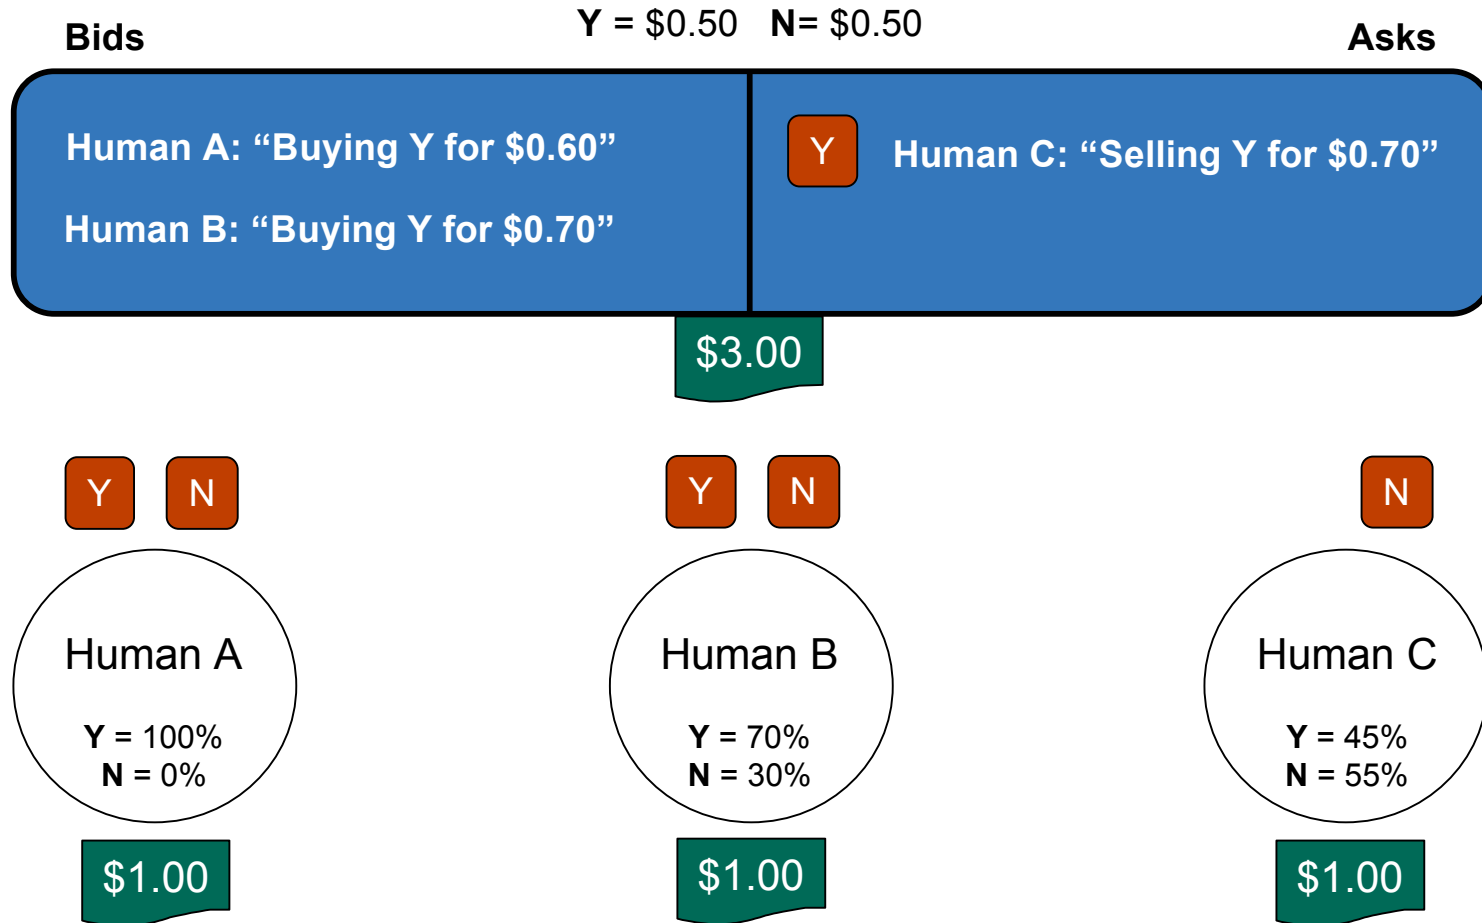 Bids
Y = $0.50 N= $0.50
Asks
Human A: “Buying Y for $0.60”
Human B: “Buying Y for $0.70”
Y
Human C: “Selling Y for $0.70”
$3.00
Y N
Y N
N
Human A
Y = 100%
N = 0%
$1.00
Human B
Y = 70%
N = 30%
$1.00
Human C
Y = 45%
N = 55%
$1.00